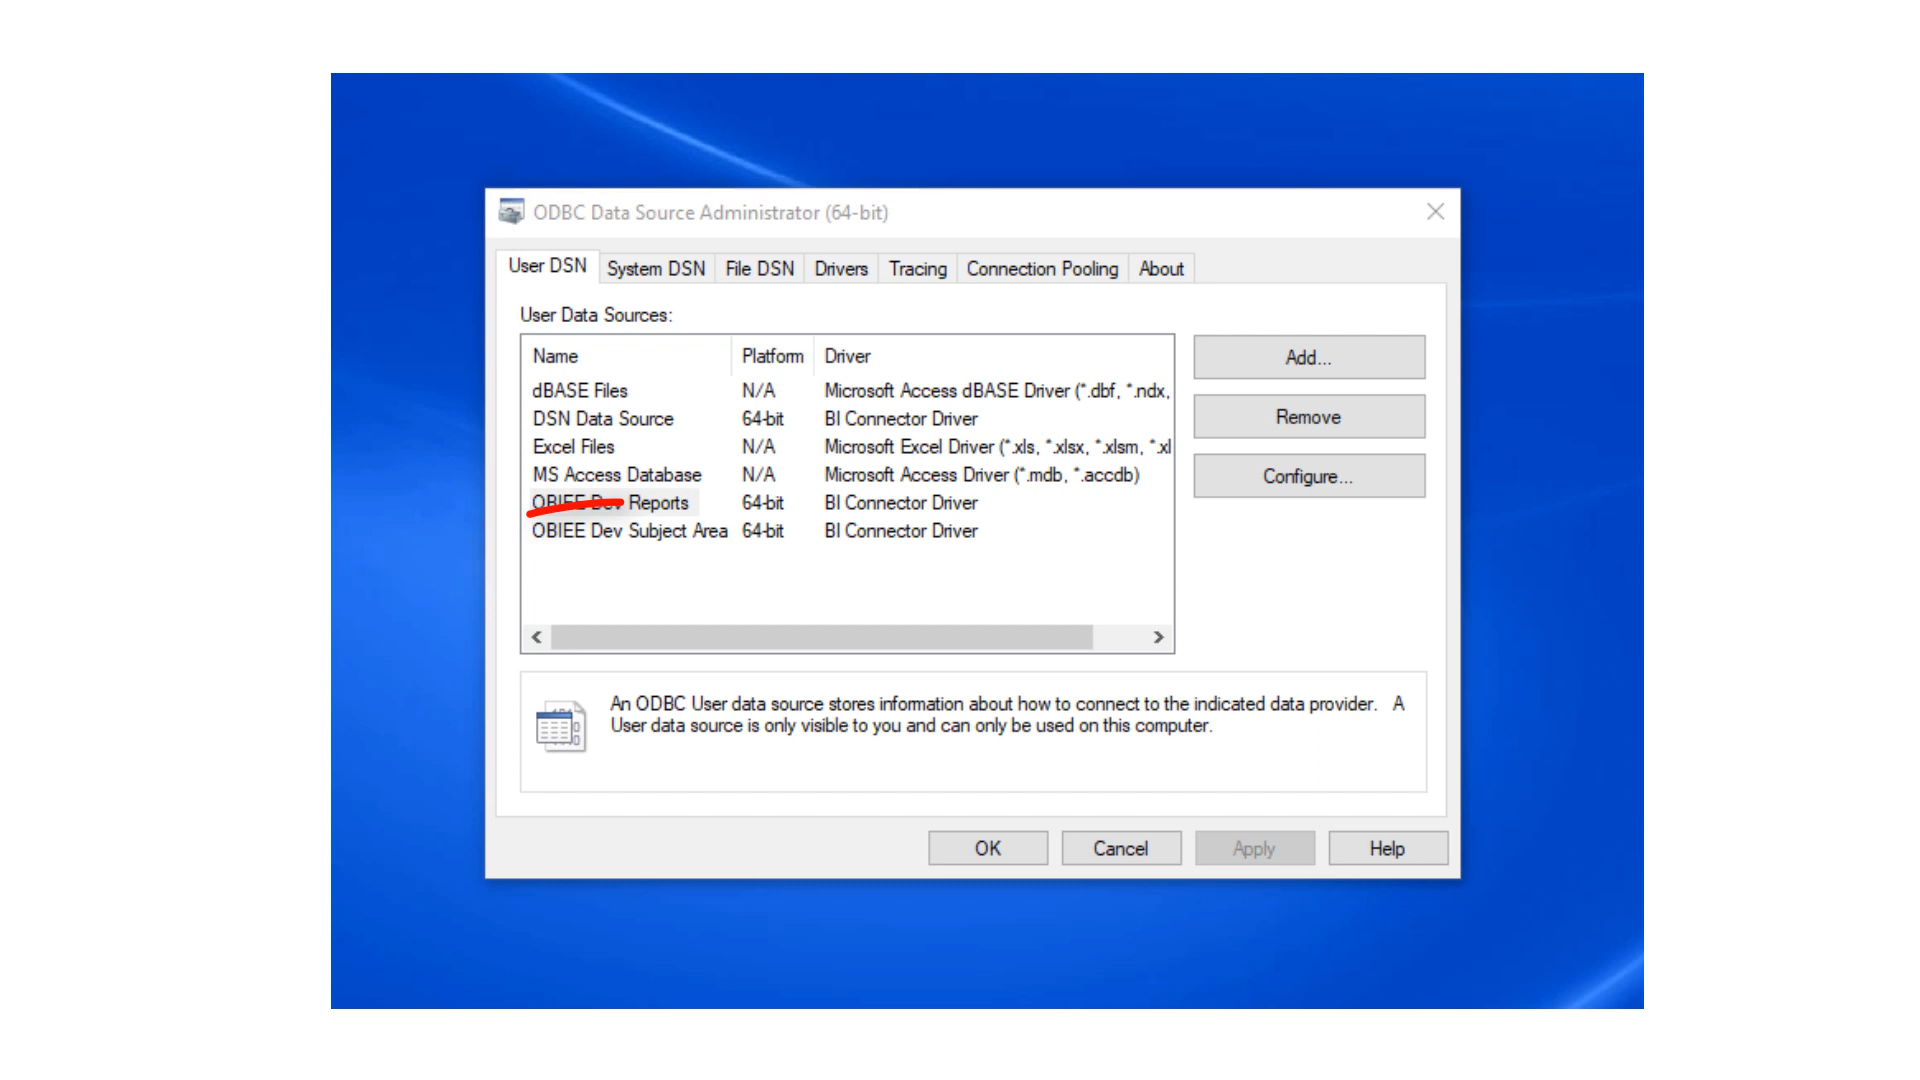 ODBC Data Source Administrator (64-bit)
User DSN System DSN File DSN Drivers Tracing Connection Pooling About
User Data Sources:
Name Platform Driver
dBASE Files N/A Microsoft Access dBASE Driver (*.dbf, *.ndx,
DSN Data Source 64-bit BI Connector Driver
Excel Files N/A Microsoft Excel Driver (*.xls, *.xlsx, *.xlsm, *.xl
MS Access Database N/A Microsoft Access Driver (*.mdb, *.accdb)
OBIEE Dev Reports 64-bit BI Connector Driver
OBIEE Dev Subject Area 64-bit BI Connector Driver
Add...
Remove
Configure...
An ODBC User data source stores information about how to connect to the indicated data provider. A
User data source is only visible to you and can only be used on this computer.
OK Cancel Apply Help